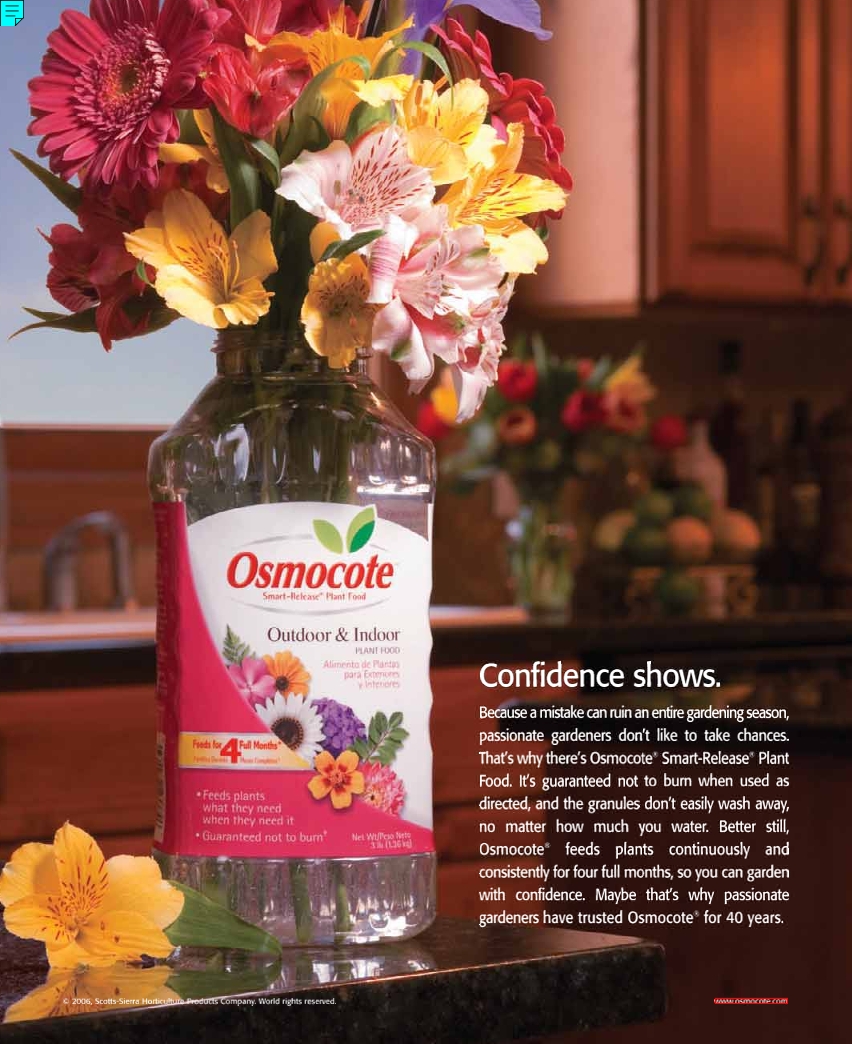 Osmocote
Smart-Release® Plant Food
Outdoor & Indoor
PLANT FOOD
Alimento de Plantas
para Exteriores
y Interiores
Feeds for 4 Full Months*
• Feeds plants
what they need
when they need it
• Guaranteed not to burn†
Net Wt/Peso Neto
3 lb (1,36 kg)
Confidence shows.
Because a mistake can ruin an entire gardening season,
passionate gardeners don't like to take chances.
That's why there's Osmocote® Smart-Release® Plant
Food. It's guaranteed not to burn when used as
directed, and the granules don't easily wash away,
no matter how much you water. Better still,
Osmocote® feeds plants continuously and
consistently for four full months, so you can garden
with confidence. Maybe that's why passionate
gardeners have trusted Osmocote® for 40 years.
© 2006, Scotts-Sierra Horticulture Products Company. World rights reserved.
www.osmocote.com